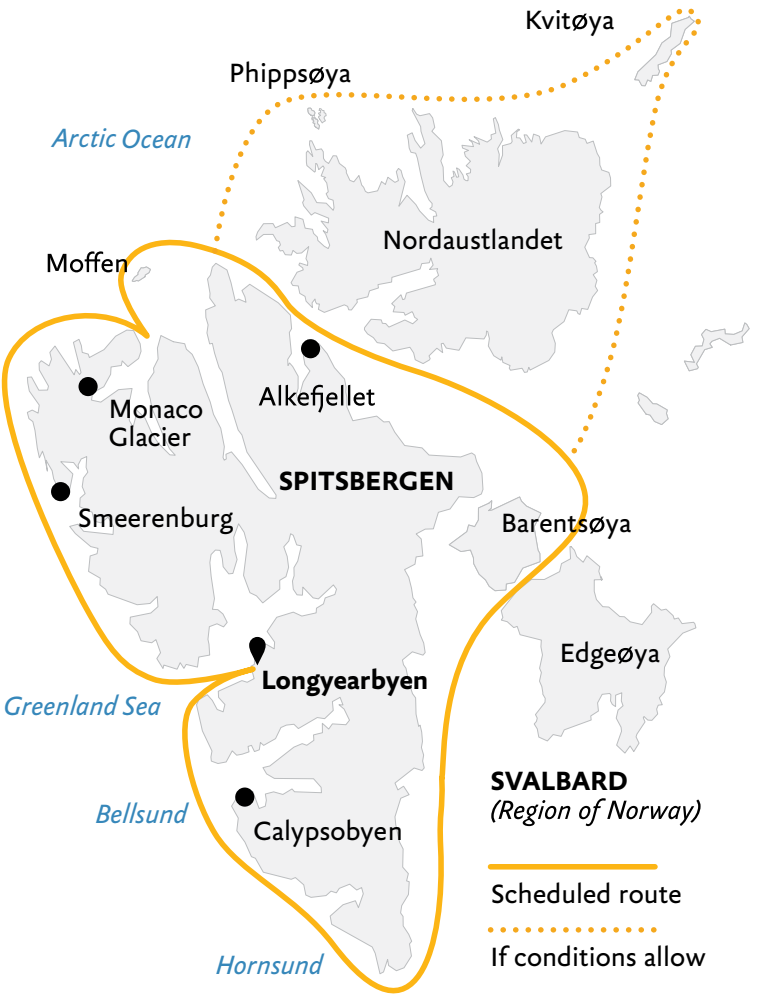 Kvitøya
Phippsøya
Arctic Ocean
Nordaustlandet
Moffen
Alkefjellet
Monaco
Glacier
SPITSBERGEN
Smeerenburg
Barentsøya
Edgeøya
Longyearbyen
Greenland Sea
SVALBARD
(Region of Norway)
Bellsund
Calypsobyen
Scheduled route
If conditions allow
Hornsund